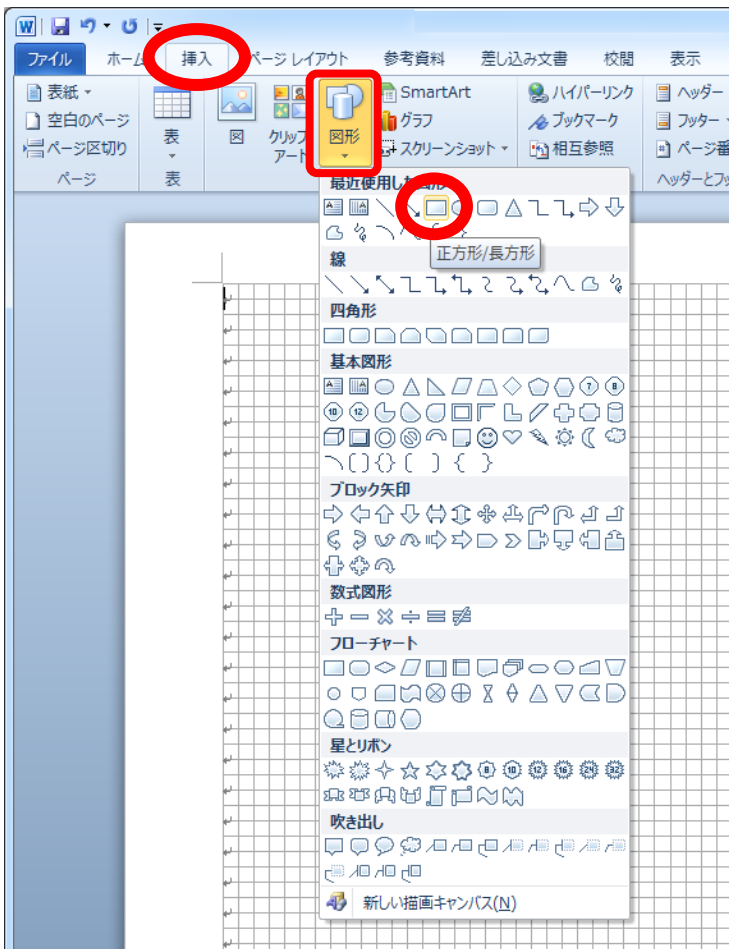 ファイル ホーム 挿入 ページ レイアウト 参考資料 差し込み文書 校閲 表示
表紙
空白のページ
ページ区切り
ページ
表
表
図
クリップ
アート
図形
SmartArt
グラフ
スクリーンショット
ハイパーリンク
ブックマーク
相互参照
ヘッダー
フッター
ページ番
ヘッダーとフッ
最近使用した図形
正方形/長方形
線
四角形
基本図形
ブロック矢印
数式図形
フローチャート
星とリボン
吹き出し
新しい描画キャンバス(N)